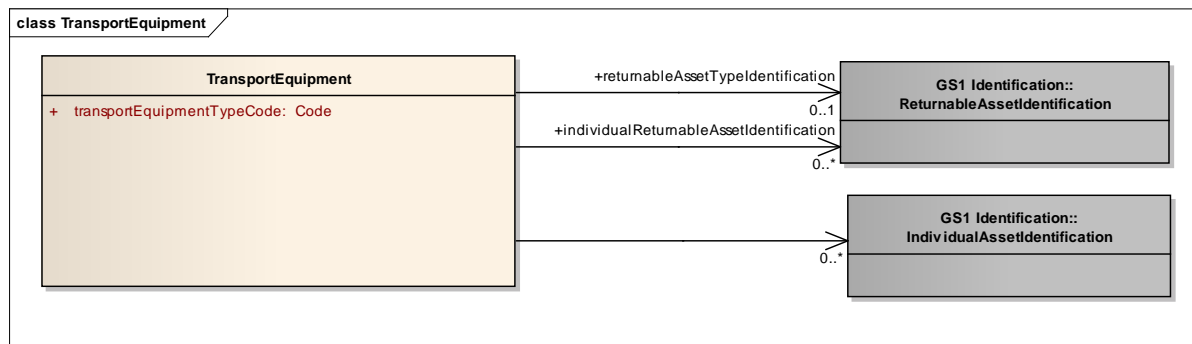 class TransportEquipment
TransportEquipment
+ transportEquipmentTypeCode: Code
+returnableAssetTypeIdentification
0..1
+individualReturnableAssetIdentification
0..*
GS1 Identification::
ReturnableAssetIdentification
0..*
GS1 Identification::
IndividualAssetIdentification